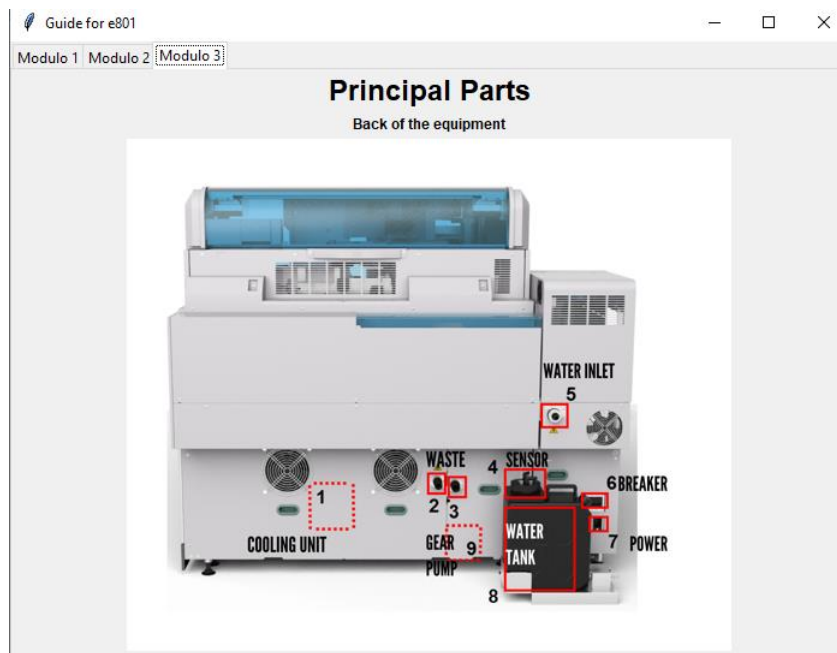 Guide for e801
Modulo 1 Modulo 2 Modulo 3
Principal Parts
Back of the equipment
WATER INLET
5
WASTE
4 SENSOR
6 BREAKER
1
2 3
WATER
TANK
7 POWER
COOLING UNIT
GEAR
PUMP
9
8